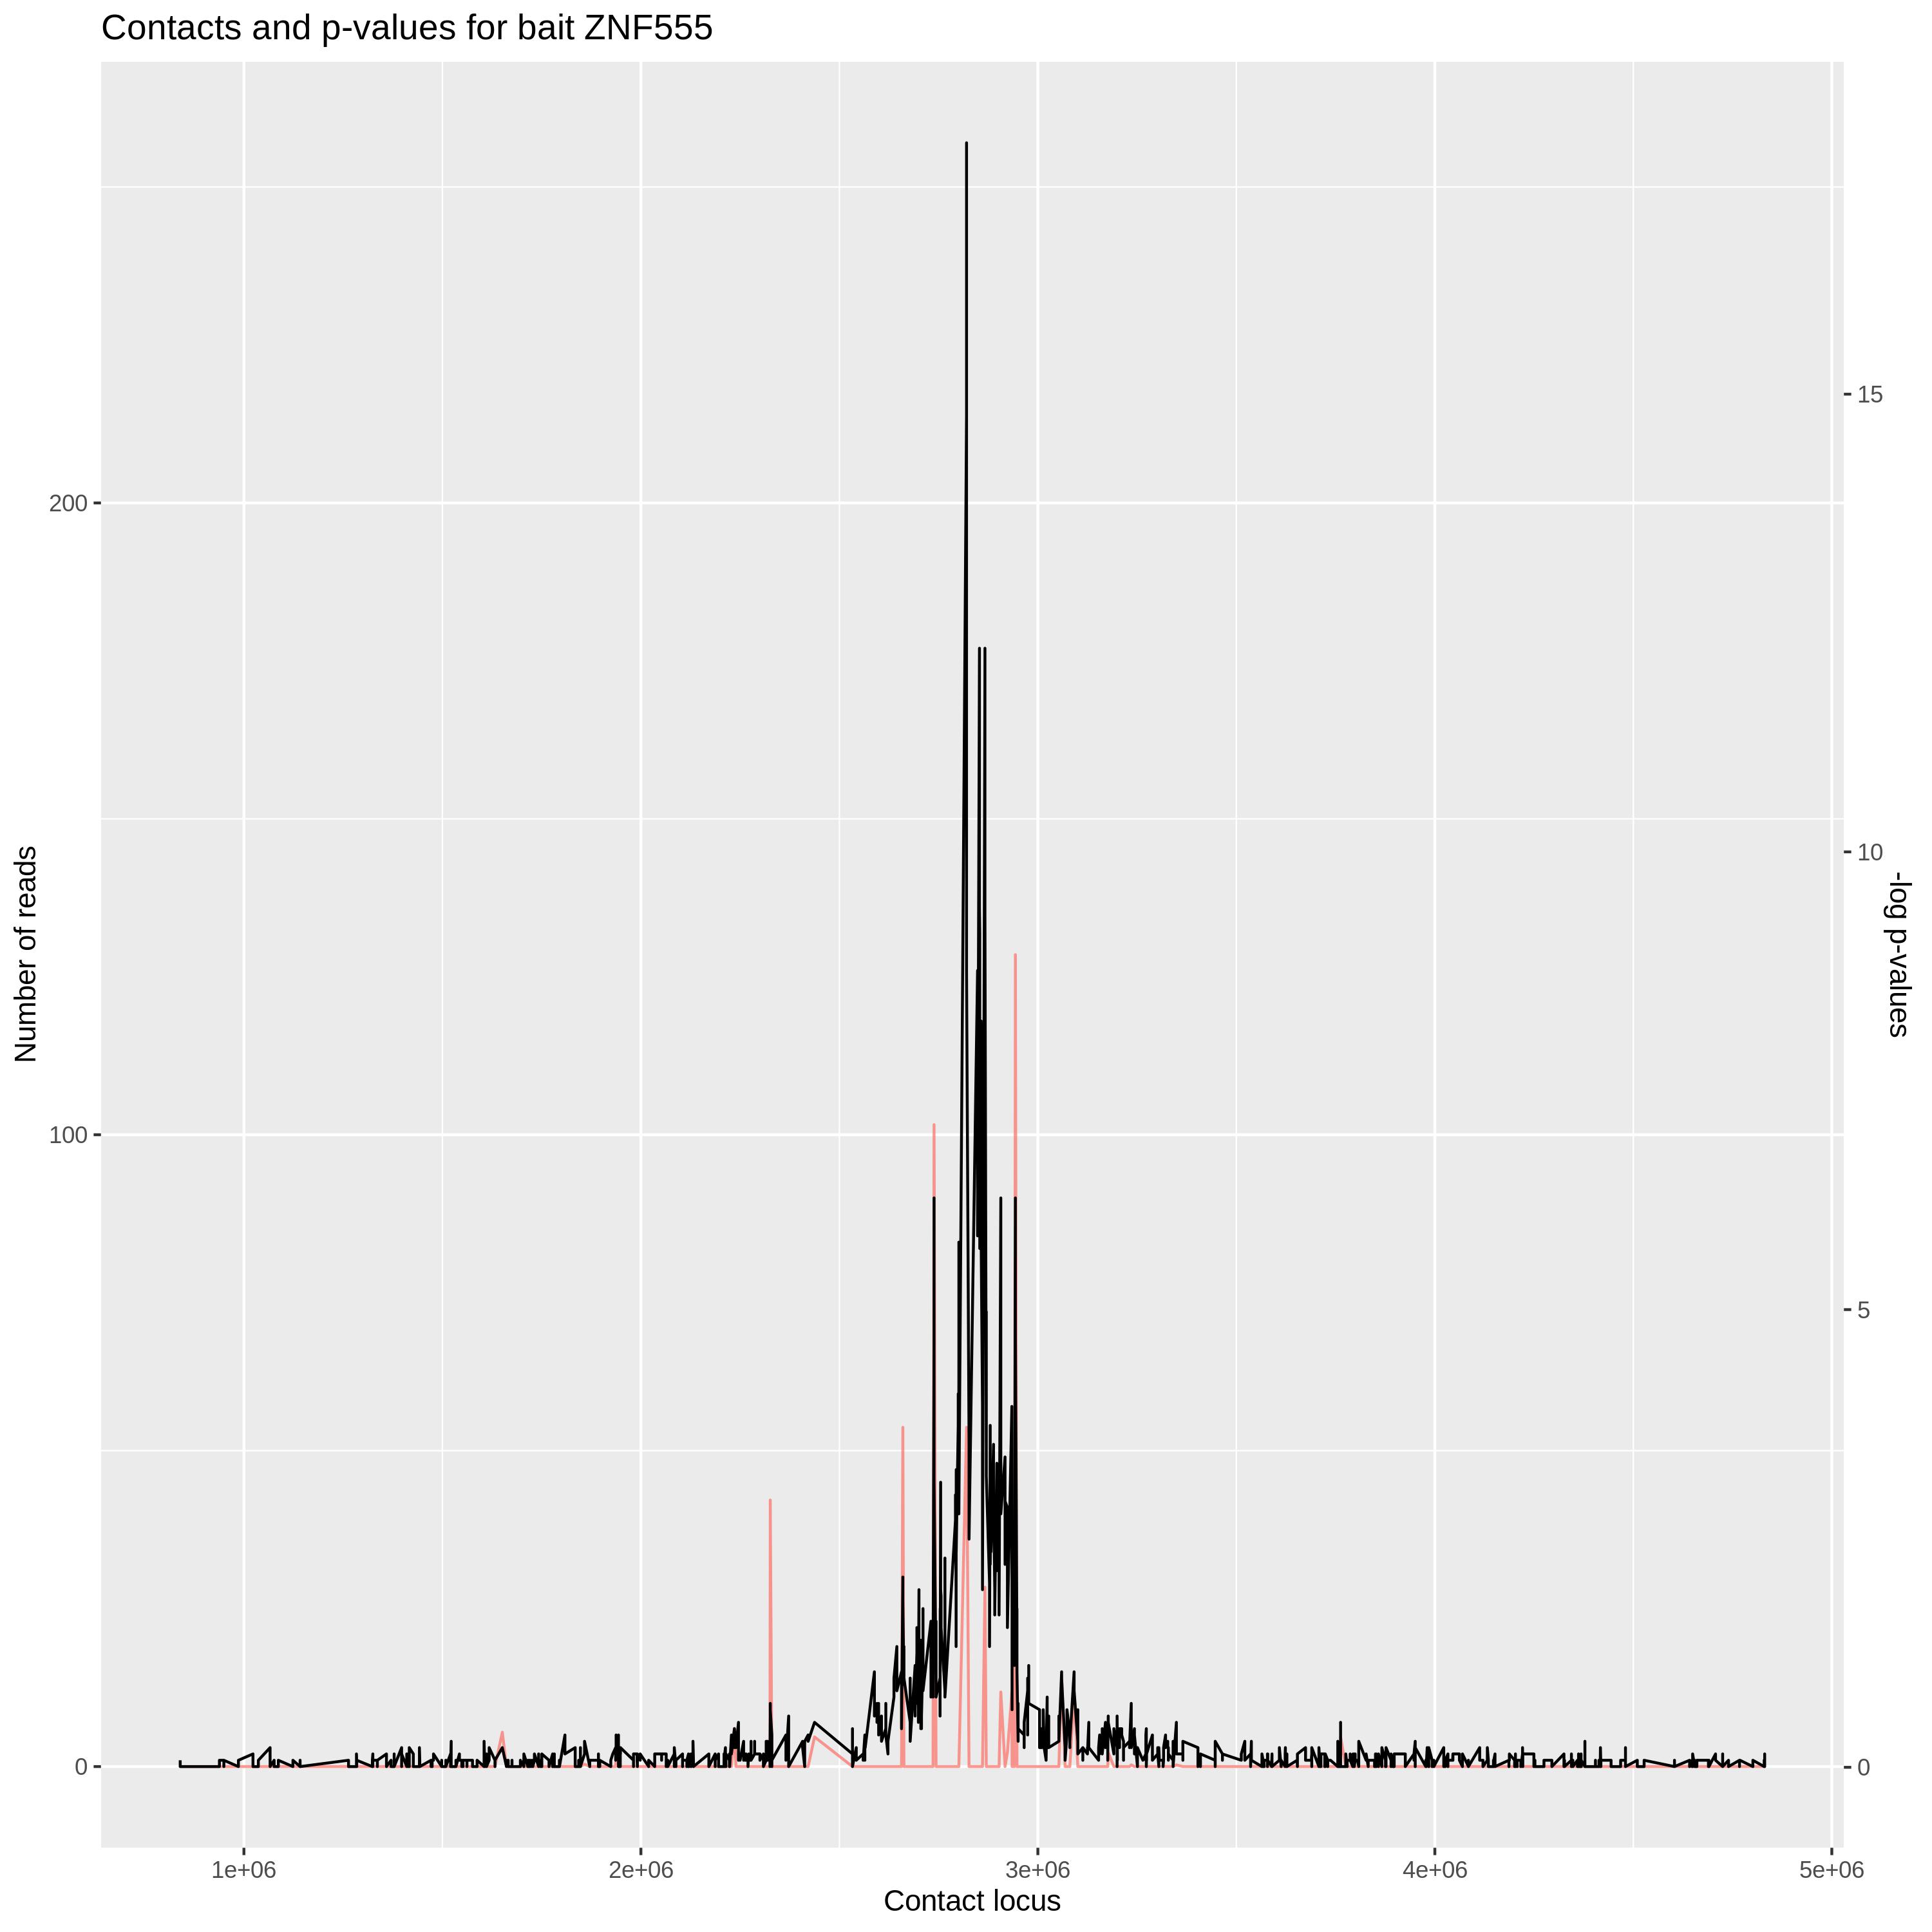 Contacts and p-values for bait ZNF555
Number of reads
200
100
0
15
10
5
0
-log p-values
1e+06
2e+06
3e+06
4e+06
5e+06
Contact locus